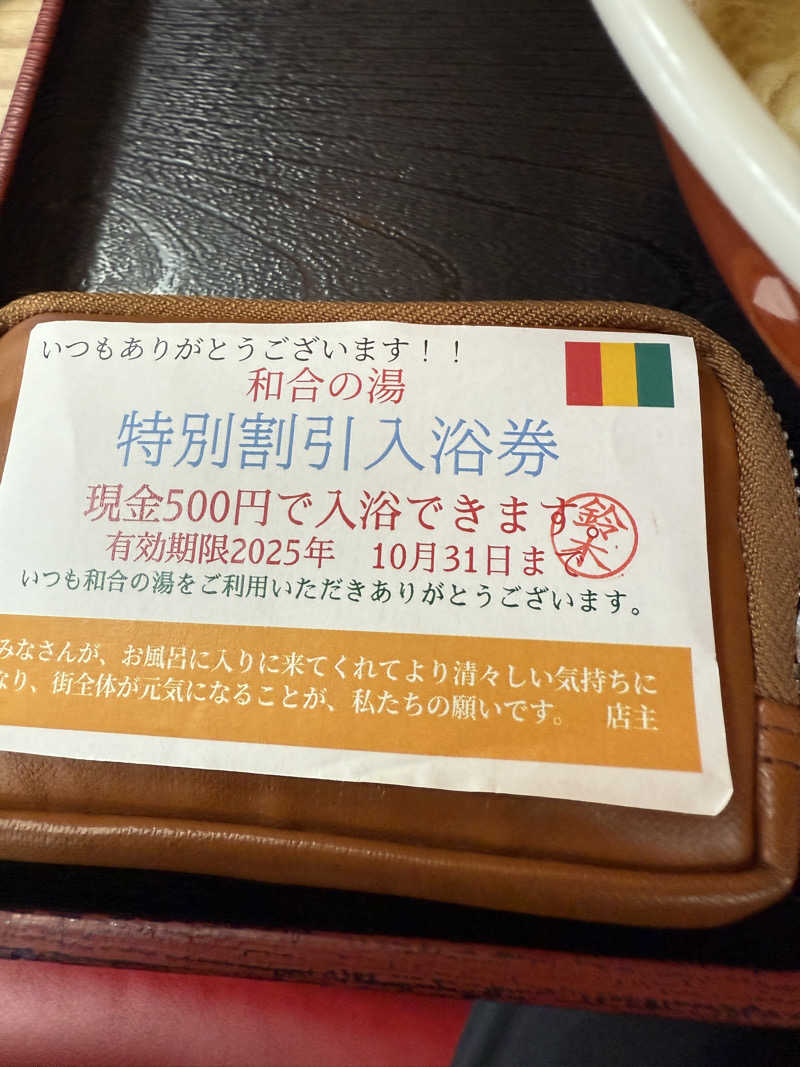 いつもありがとうございます！！
和合の湯
特別割引入浴券
現金500円で入浴できます。
鈴木
有効期限2025年　10月31日まで
いつも和合の湯をご利用いただきありがとうございます。
みなさんが、お風呂に入りに来てくれてより清々しい気持ちに
なり、街全体が元気になることが、私たちの願いです。　店主